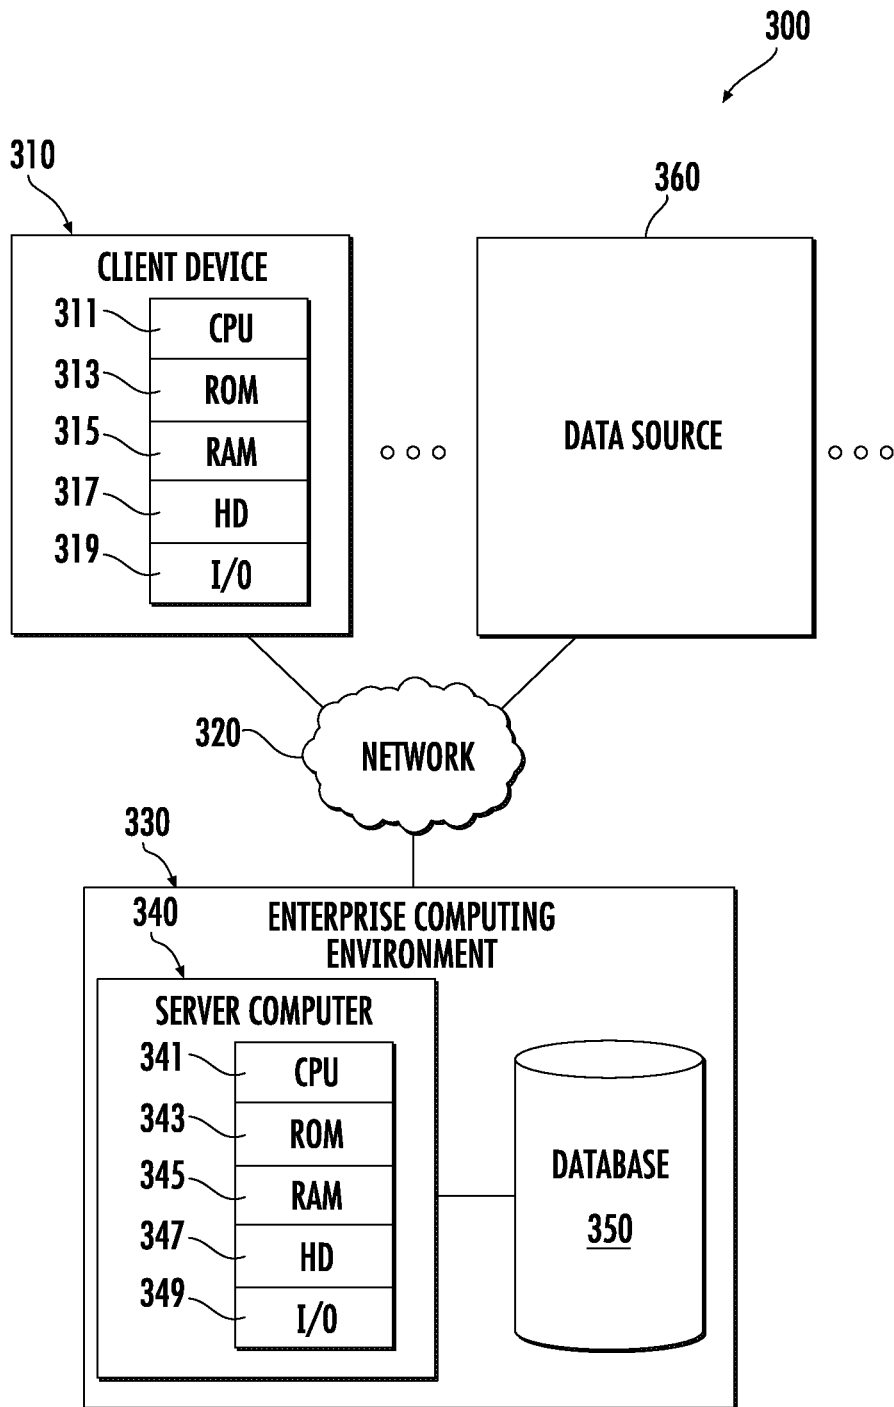 300
310
360
CLIENT DEVICE
311 CPU
313 ROM
315 RAM
317 HD
319 I/O
DATA SOURCE
320
NETWORK
330
340
ENTERPRISE COMPUTING
ENVIRONMENT
SERVER COMPUTER
341 CPU
343 ROM
345 RAM
347 HD
349 I/O
DATABASE
350